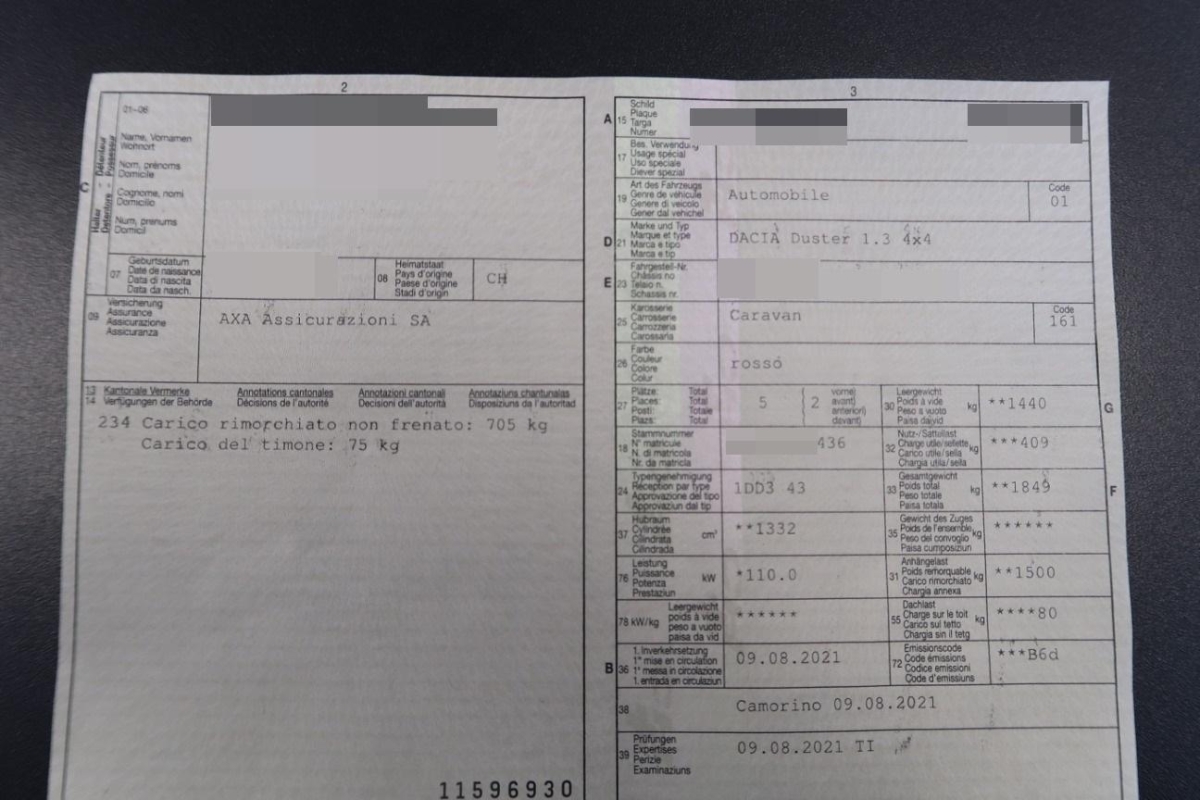 2
01-06
Name, Vornamen
Wohnort
Nom, prénoms
Domicile
Cognome, nomi
Domicilio
Num, prenums
Domicil
C
Halter - Détenteur
Detentore - Possessur
07
Geburtsdatum
Date de naissance
Data di nascita
Data da nasch.
08
Heimatstaat
Pays d'origine
Paese d'origine
Stadi d'origin
CH
09
Versicherung
Assurance
Assicurazione
Assicuranza
AXA Assicurazioni SA
13 Kantonale Vermerke Annotations cantonales Annotazioni cantonali Annotaziuns chantunalas
14 Verfügungen der Behörde Décisions de l'autorité Decisioni dell'autorità Disposiziuns da l'autoritad
234 Carico rimorchiato non frenato: 705 kg
Carico del timone: 75 kg
11596930
3
A 15
Schild
Plaque
Targa
Numer
17
Bes. Verwendung
Usage spécial
Uso speciale
Diever spezial
19
Art des Fahrzeugs
Genre de véhicule
Genere di veicolo
Gener dal vehichel
Automobile
Code
01
D 21
Marke und Typ
Marque et type
Marca e tipo
Marca e tip
DACIA Duster 1.3 4x4
E 23
Fahrgestell-Nr.
Châssis no
Telaio n.
Schassis nr.
25
Karosserie
Carrosserie
Carrozzeria
Carossaria
Caravan
Code
161
26
Farbe
Couleur
Colore
Colur
rosso
27
Plätze: Total
Places: Total
Posti: Totale
Plazs: Total
5
2
vorne)
avant)
anteriori)
davant)
30
Leergewicht
Poids à vide
Peso a vuoto
Paisa da vid
kg
**1440
G
18
Stammnummer
N° matricule
N. di matricola
Nr. da matricla
436
32
Nutz-/Sattellast
Charge utile/sellette
Carico utile/sella
Chargia utila/sella
kg
***409
24
Typengenehmigung
Réception par type
Approvazione del tipo
Approvaziun dal tip
1DD3 43
33
Gesamtgewicht
Poids total
Peso totale
Paisa totala
kg
**1849
F
37
Hubraum
Cylindrée
Cilindrata
Cilindrada
cm³
**1332
35
Gewicht des Zuges
Poids de l'ensemble
Peso del convoglio
Paisa cumposiziun
kg
******
76
Leistung
Puissance
Potenza
Prestaziun
kW
*110.0
31
Anhängelast
Poids remorquable
Carico rimorchiato
Chargia annexa
kg
**1500
78 kW/kg
Leergewicht
poids à vide
peso a vuoto
paisa da vid
******
55
Dachlast
Charge sur le toit
Carico sul tetto
Chargia sin il tetg
kg
****80
B 36
1. Inverkehrsetzung
1re mise en circulation
1a messa in circolazione
1. entrada en circulaziun
09.08.2021
72
Emissionscode
Code émissions
Codice emissioni
Code d'emissiuns
***B6d
38
Camorino 09.08.2021
39
Prüfungen
Expertises
Perizie
Examinaziuns
09.08.2021 TI